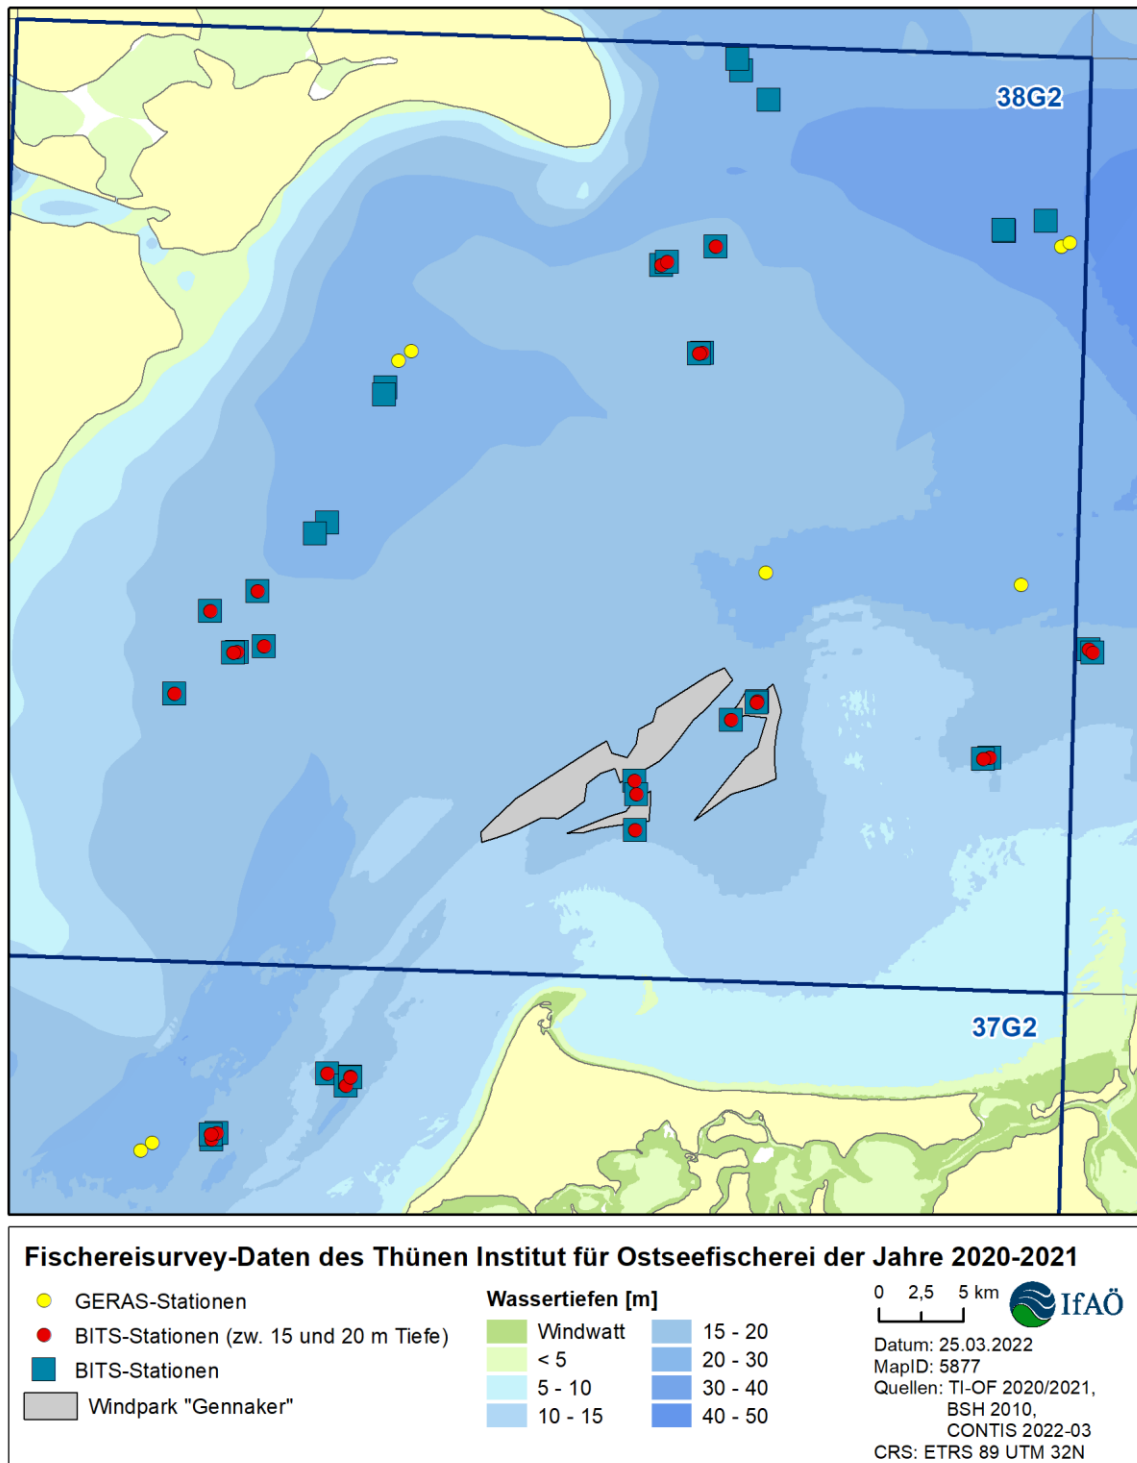 38G2
37G2
Fischereisurvey-Daten des Thünen Institut für Ostseefischerei der Jahre 2020-2021
GERAS-Stationen
BITS-Stationen (zw. 15 und 20 m Tiefe)
BITS-Stationen
Windpark "Gennaker"
Wassertiefen [m]
Windwatt
< 5
5 - 10
10 - 15
15 - 20
20 - 30
30 - 40
40 - 50
0 2,5 5 km
IfAÖ
Datum: 25.03.2022
MapID: 5877
Quellen: TI-OF 2020/2021,
BSH 2010,
CONTIS 2022-03
CRS: ETRS 89 UTM 32N